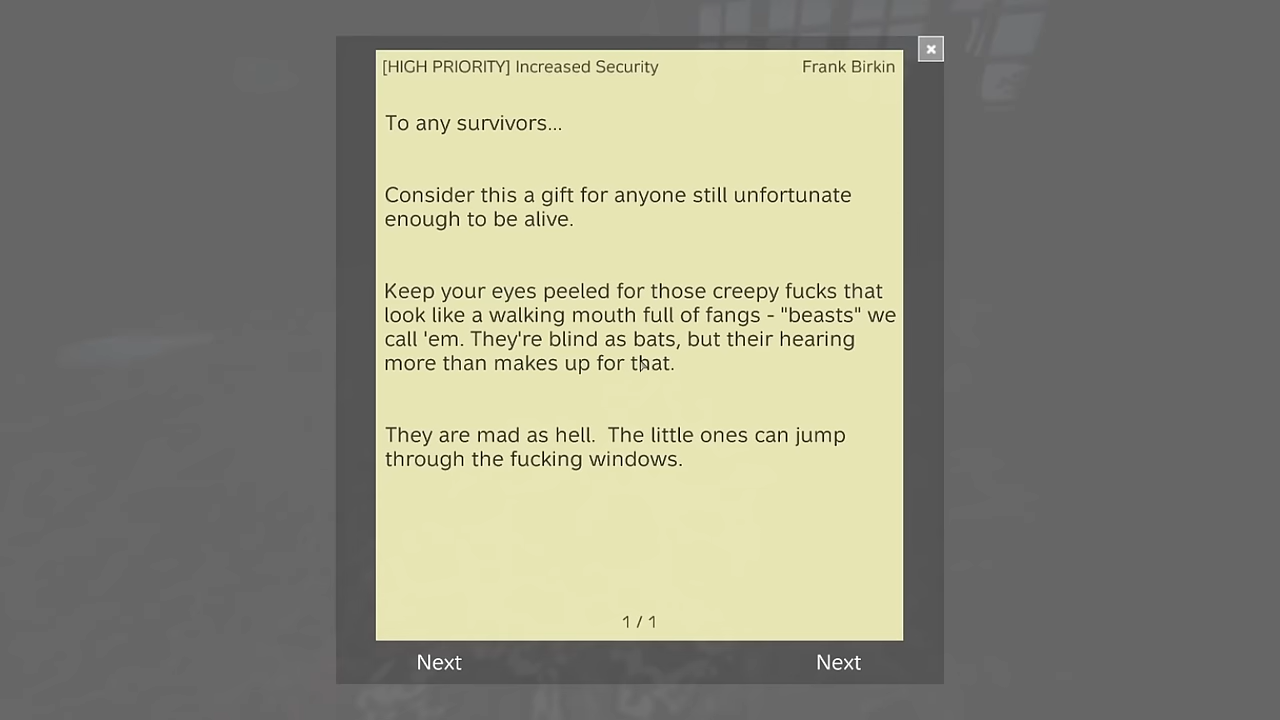 [HIGH PRIORITY] Increased Security Frank Birkin
To any survivors...
Consider this a gift for anyone still unfortunate
enough to be alive.
Keep your eyes peeled for those creepy fucks that
look like a walking mouth full of fangs - "beasts" we
call 'em. They're blind as bats, but their hearing
more than makes up for that.
They are mad as hell.  The little ones can jump
through the fucking windows.
1 / 1
Next Next